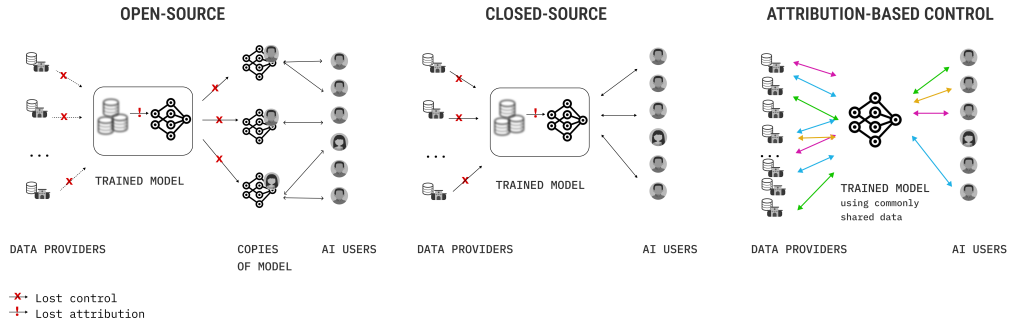 OPEN-SOURCE
CLOSED-SOURCE
ATTRIBUTION-BASED CONTROL
x
x
x
!
x
x
x
...
TRAINED MODEL
x
x
x
!
...
TRAINED MODEL
...
TRAINED MODEL
using commonly
shared data
DATA PROVIDERS
COPIES
OF MODEL
AI USERS
DATA PROVIDERS
AI USERS
DATA PROVIDERS
AI USERS
x Lost control
! Lost attribution